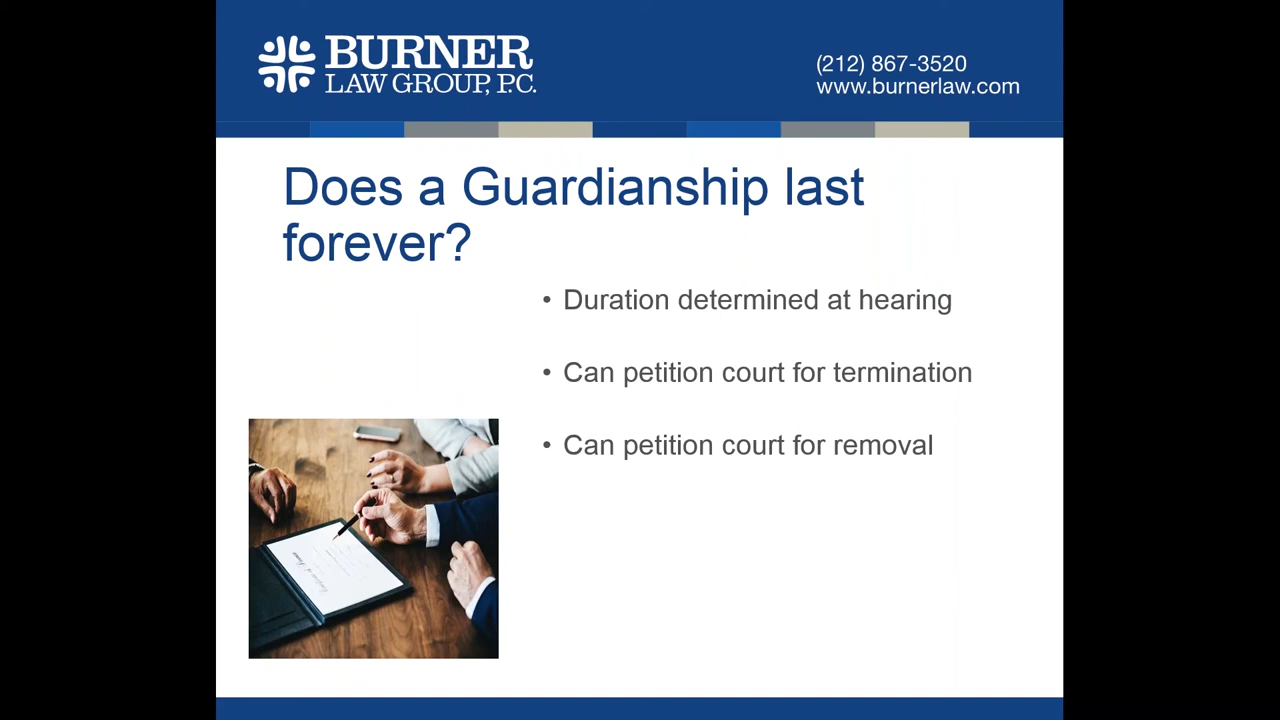 BURNER
LAW GROUP, P.C.
(212) 867-3520
www.burnerlaw.com
Does a Guardianship last
forever?
• Duration determined at hearing
• Can petition court for termination
• Can petition court for removal